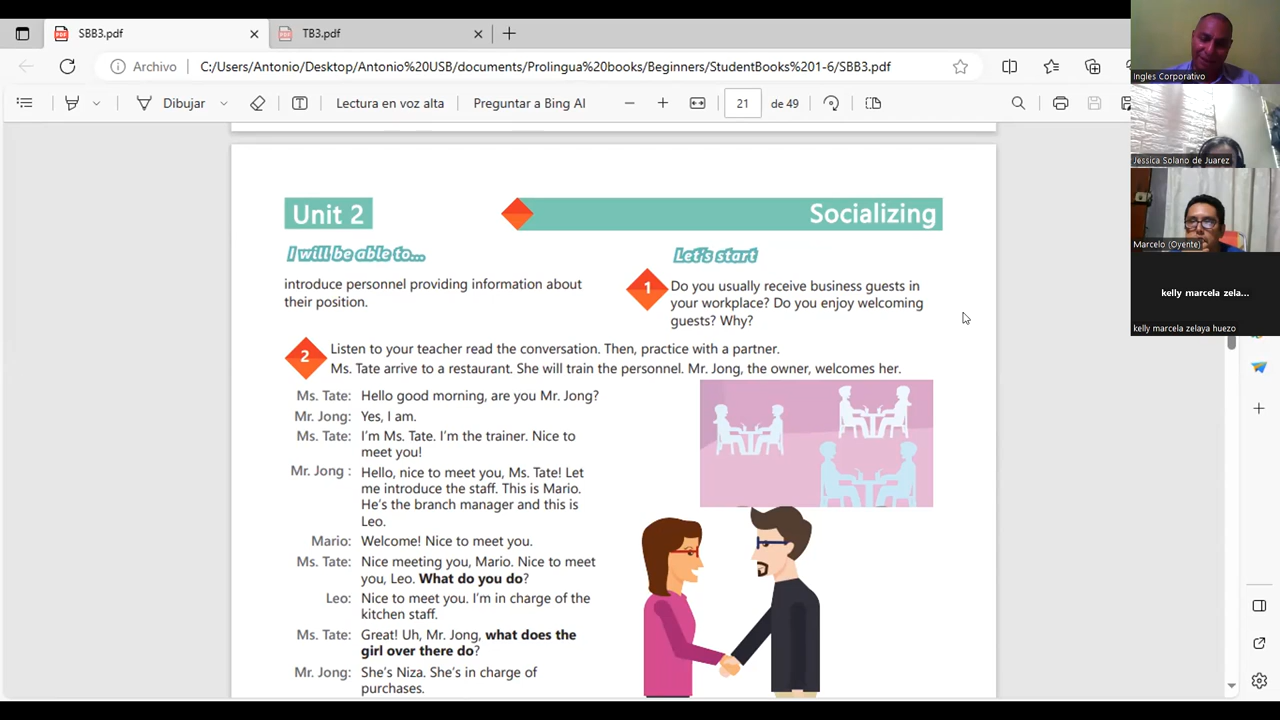 SBB3.pdf
TB3.pdf
Archivo
C:/Users/Antonio/Desktop/Antonio%20USB/documents/Prolingua%20books/Beginners/StudentBooks%201-6/SBB3.pdf
Dibujar
Lectura en voz alta
Preguntar a Bing AI
21
de 49
Ingles Corporativo
Jessica Solano de Juarez
Marcelo (Oyente)
kelly marcela zela...
kelly marcela zelaya huezo
Unit 2
Socializing
I will be able to...
introduce personnel providing information about
their position.
Let's start
1
Do you usually receive business guests in
your workplace? Do you enjoy welcoming
guests? Why?
2
Listen to your teacher read the conversation. Then, practice with a partner.
Ms. Tate arrive to a restaurant. She will train the personnel. Mr. Jong, the owner, welcomes her.
Ms. Tate: Hello good morning, are you Mr. Jong?
Mr. Jong: Yes, I am.
Ms. Tate: I'm Ms. Tate. I'm the trainer. Nice to
meet you!
Mr. Jong : Hello, nice to meet you, Ms. Tate! Let
me introduce the staff. This is Mario.
He's the branch manager and this is
Leo.
Mario: Welcome! Nice to meet you.
Ms. Tate: Nice meeting you, Mario. Nice to meet
you, Leo. What do you do?
Leo: Nice to meet you. I'm in charge of the
kitchen staff.
Ms. Tate: Great! Uh, Mr. Jong, what does the
girl over there do?
Mr. Jong: She's Niza. She's in charge of
purchases.